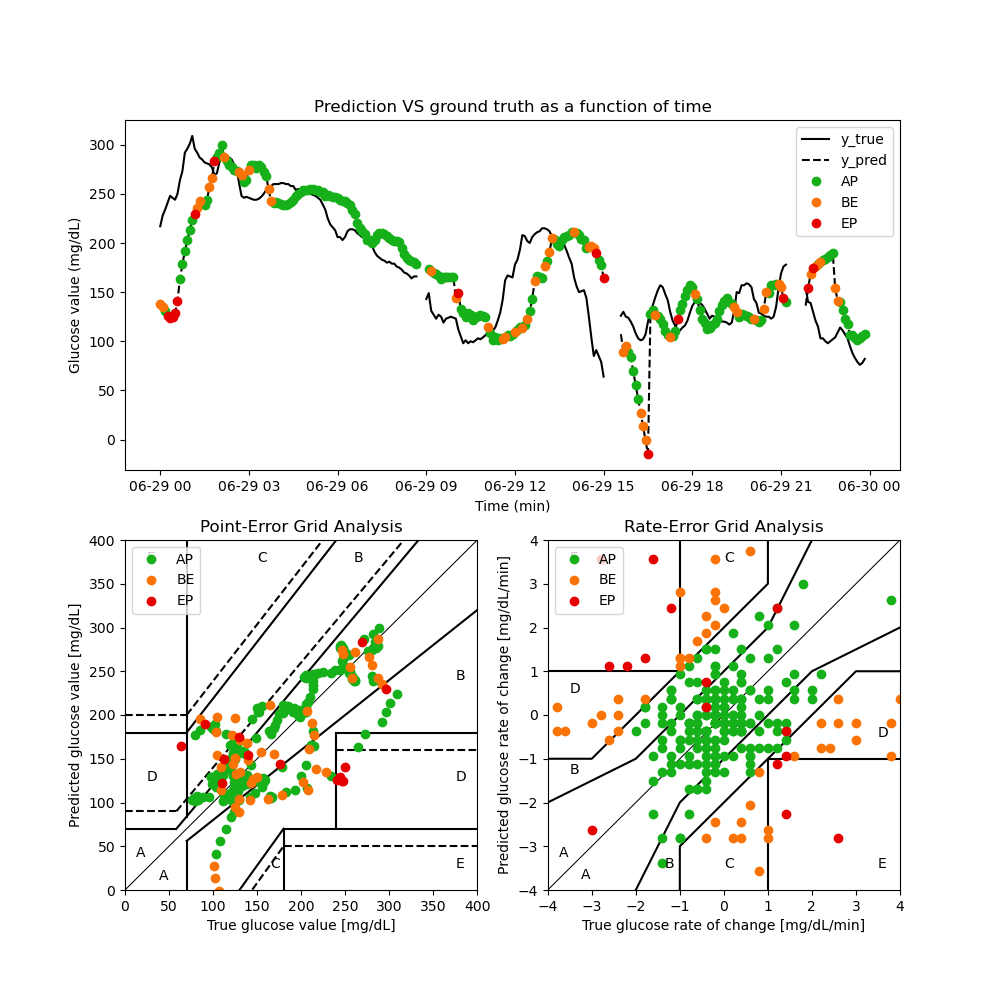 Prediction VS ground truth as a function of time
Glucose value (mg/dL)
300
250
200
150
100
50
0
y_true
y_pred
AP
BE
EP
06-29 00 06-29 03 06-29 06 06-29 09 06-29 12 06-29 15 06-29 18 06-29 21 06-30 00
Time (min)
Point-Error Grid Analysis
Predicted glucose value [mg/dL]
400
350
300
250
200
150
100
50
0
AP
BE
EP
C
B
B
D
D
A
A
C
E
0 50 100 150 200 250 300 350 400
True glucose value [mg/dL]
Rate-Error Grid Analysis
Predicted glucose rate of change [mg/dL/min]
4
3
2
1
0
−1
−2
−3
−4
AP
BE
EP
C
D
D
B
A
A
B
C
E
−4 −3 −2 −1 0 1 2 3 4
True glucose rate of change [mg/dL/min]